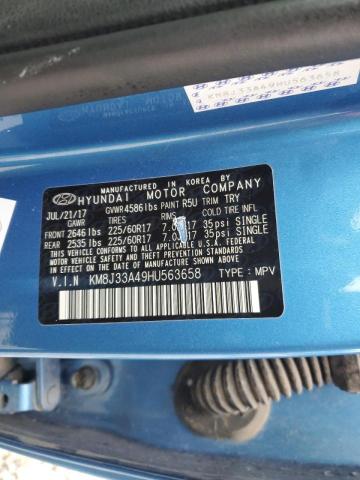 KM8J33A49HU563658
MANUFACTURED IN KOREA BY
HYUNDAI MOTOR COMPANY
JUL/21/17 GVWR4586lbs PAINT R5U TRIM TRY
GAWR TIRES RIMS COLD TIRE INFL
FRONT 2646lbs 225/60R17 35psi SINGLE
REAR 2535lbs 225/60R17 35psi SINGLE
THIS VEHICLE CONFORMS TO ALL APPLICABLE
U.S. FEDERAL MOTOR VEHICLE SAFETY, BUMPER,
AND THEFT PREVENTION STANDARDS IN EFFECT ON
THE DATE OF MANUFACTURE SHOWN ABOVE.
V.I.N KM8J33A49HU563658 TYPE: MPV